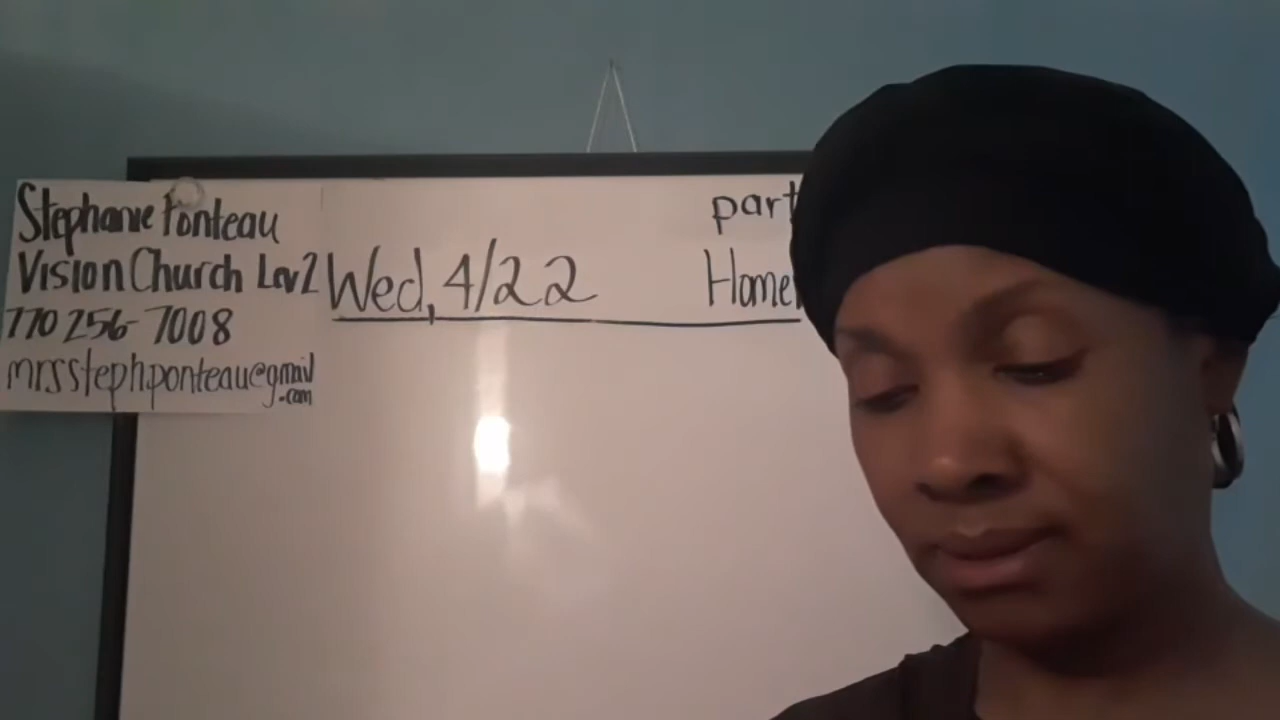 Stephanie Ponteau
Vision Church Lev2
770 256-7008
mrsstephponteau@gmail
.com
Wed, 4/22
part
Home